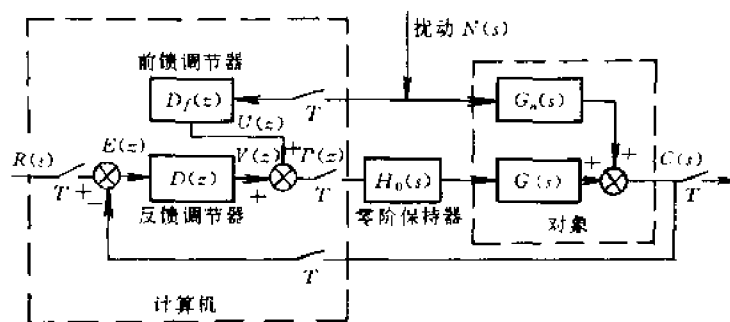 扰动 N(s)
前馈调节器
D_f(z)
T
G_n(s)
U(z)
R(s)
E(z)
V(z)
+
Γ(z)
+
+
C(s)
T
+
−
D(z)
+
T
H_0(s)
G(s)
T
反馈调节器
零阶保持器
对象
T
计算机